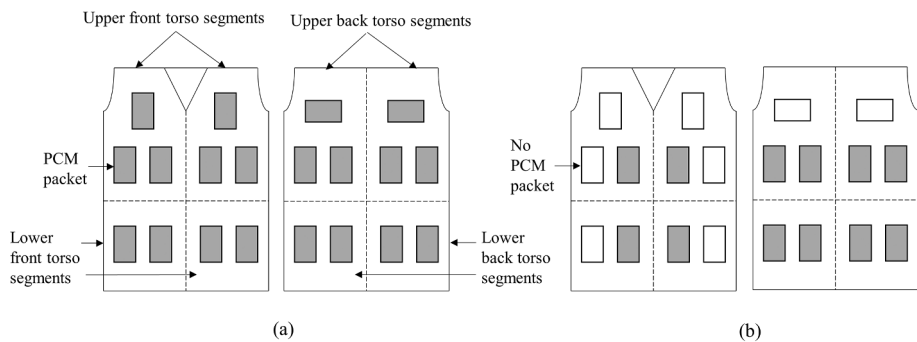 Upper front torso segments
Upper back torso segments
PCM
packet
No
PCM
packet
Lower
front torso
segments
Lower
back torso
segments
(a)
(b)